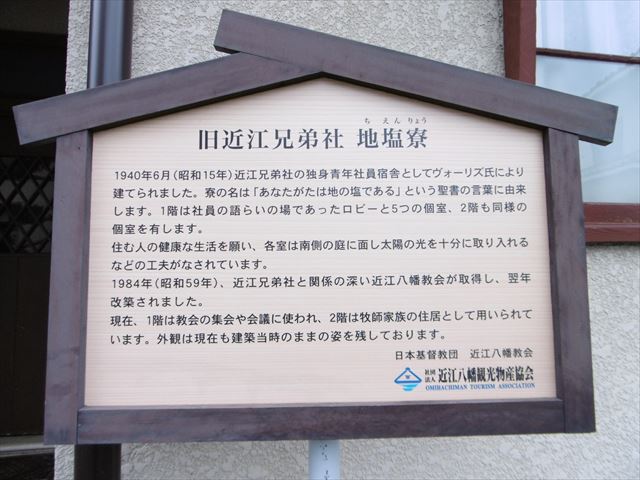 旧近江兄弟社 地塩寮
ち えんりょう
1940年6月(昭和15年)近江兄弟社の独身青年社員宿舎としてヴォーリズ氏により
建てられました。寮の名は「あなたがたは地の塩である」という聖書の言葉に由来
します。1階は社員の語らいの場であったロビーと5つの個室、2階も同様の
個室を有します。
住む人の健康な生活を願い、各室は南側の庭に面し太陽の光を十分に取り入れる
などの工夫がなされています。
1984年(昭和59年)、近江兄弟社と関係の深い近江八幡教会が取得し、翌年
改築されました。
現在、1階は教会の集会や会議に使われ、2階は牧師家族の住居として用いられて
います。外観は現在も建築当時のままの姿を残しております。
日本基督教団 近江八幡教会
社団法人 近江八幡観光物産協会
OMIHACHIMAN TOURISM ASSOCIATION